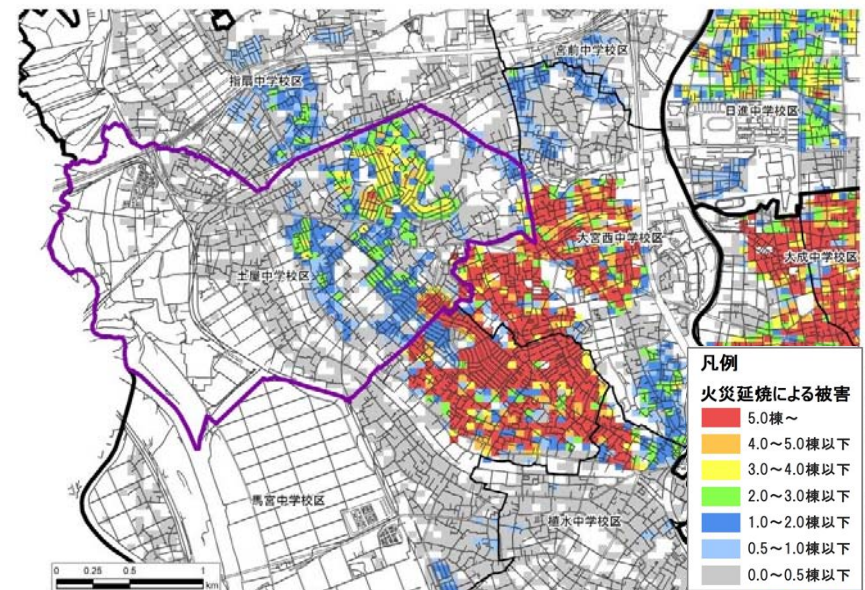 宮前中学校区
指扇中学校区
日進中学校区
大宮西中学校区
大成中学校区
土屋中学校区
馬宮中学校区
植水中学校区
凡例
火災延焼による被害
5.0棟～
4.0～5.0棟以下
3.0～4.0棟以下
2.0～3.0棟以下
1.0～2.0棟以下
0.5～1.0棟以下
0.0～0.5棟以下
0 0.25 0.5 1
km